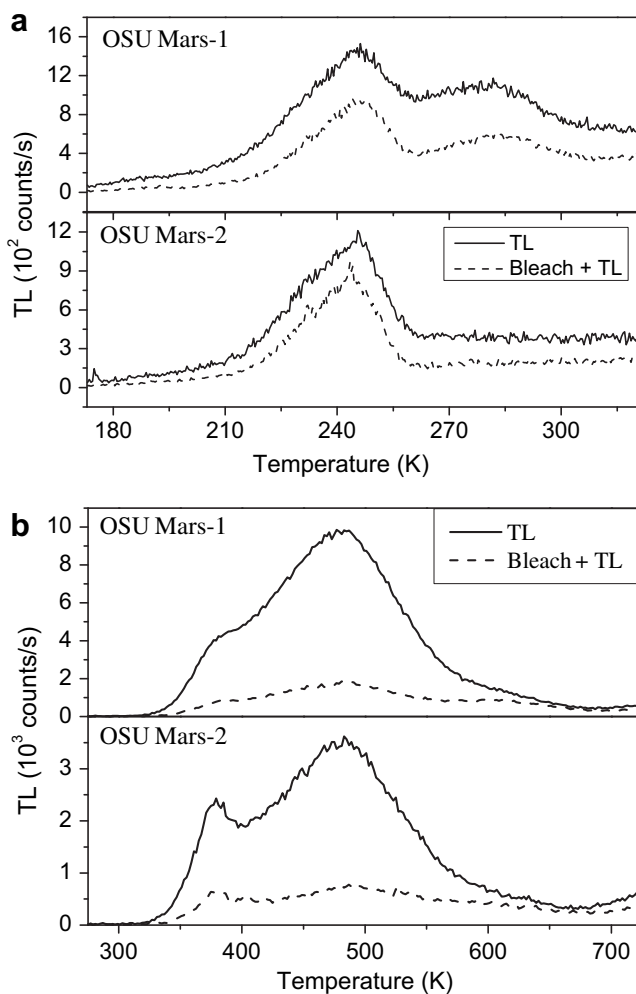 a
OSU Mars-1
16
12
8
4
0
OSU Mars-2
TL
Bleach + TL
12
9
6
3
0
TL (10² counts/s)
180 210 240 270 300
Temperature (K)
b
OSU Mars-1
TL
Bleach + TL
10
8
6
4
2
0
OSU Mars-2
3
2
1
0
TL (10³ counts/s)
300 400 500 600 700
Temperature (K)